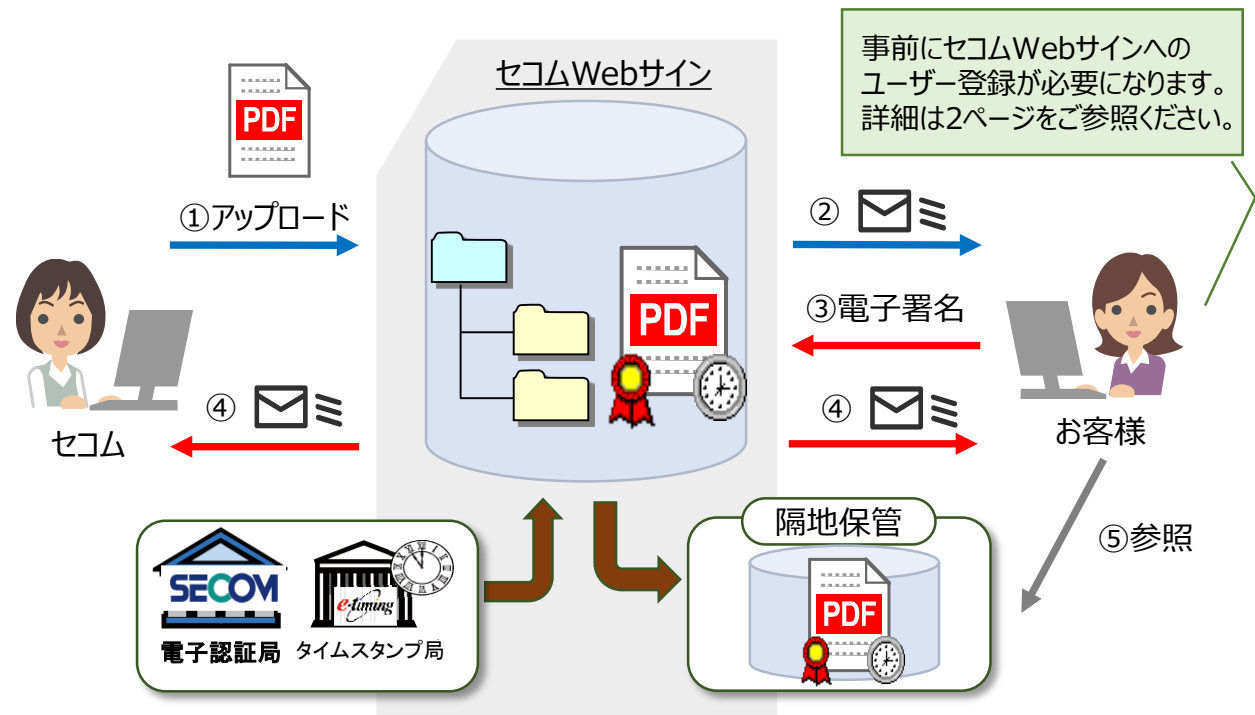 セコムWebサイン
事前にセコムWebサインへの
ユーザー登録が必要になります。
詳細は2ページをご参照ください。
PDF
①アップロード
②
PDF
③電子署名
④
④
セコム
お客様
隔地保管
⑤参照
SECOM
e-timing
PDF
電子認証局
タイムスタンプ局